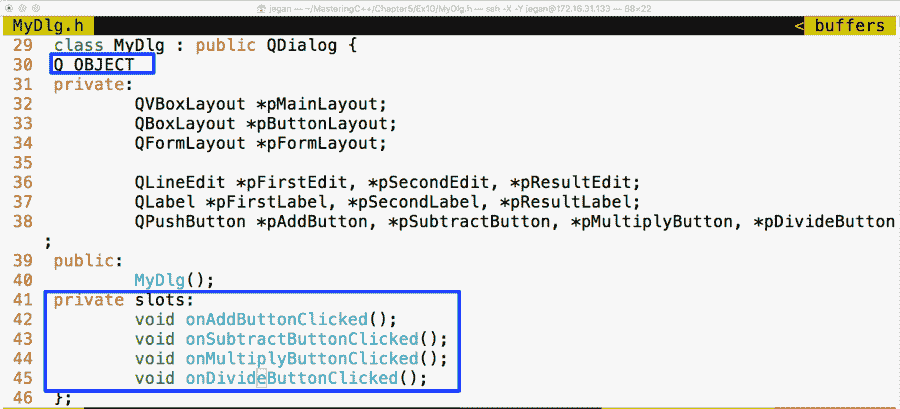 jegan — ~/MasteringC++/Chapter5/Ex10/MyDlg.h — ssh -X -Y jegan@172.16.31.133 — 88×22
MyDlg.h < buffers
29 class MyDlg : public QDialog {
30 Q_OBJECT
31 private:
32 QVBoxLayout *pMainLayout;
33 QBoxLayout *pButtonLayout;
34 QFormLayout *pFormLayout;
35
36 QLineEdit *pFirstEdit, *pSecondEdit, *pResultEdit;
37 QLabel *pFirstLabel, *pSecondLabel, *pResultLabel;
38 QPushButton *pAddButton, *pSubtractButton, *pMultiplyButton, *pDivideButton
;
39 public:
40 MyDlg();
41 private slots:
42 void onAddButtonClicked();
43 void onSubtractButtonClicked();
44 void onMultiplyButtonClicked();
45 void onDivideButtonClicked();
46 };